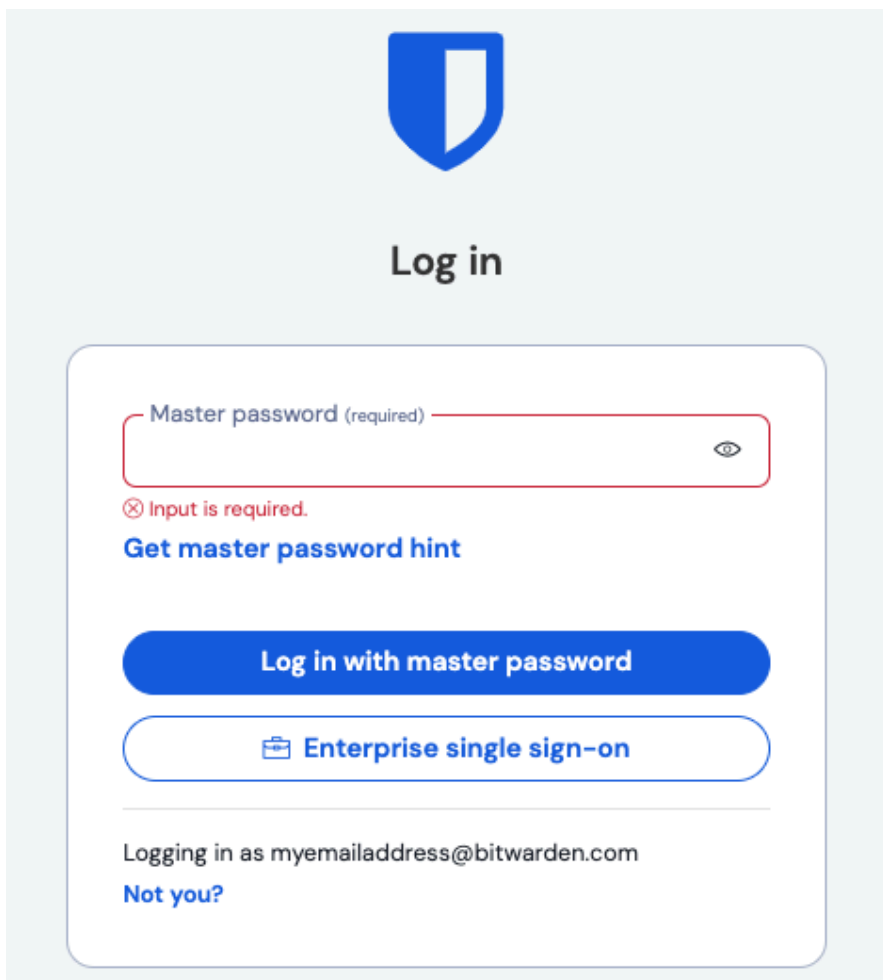 Log in
Master password (required)
Input is required.
Get master password hint
Log in with master password
Enterprise single sign-on
Logging in as myemailaddress@bitwarden.com
Not you?